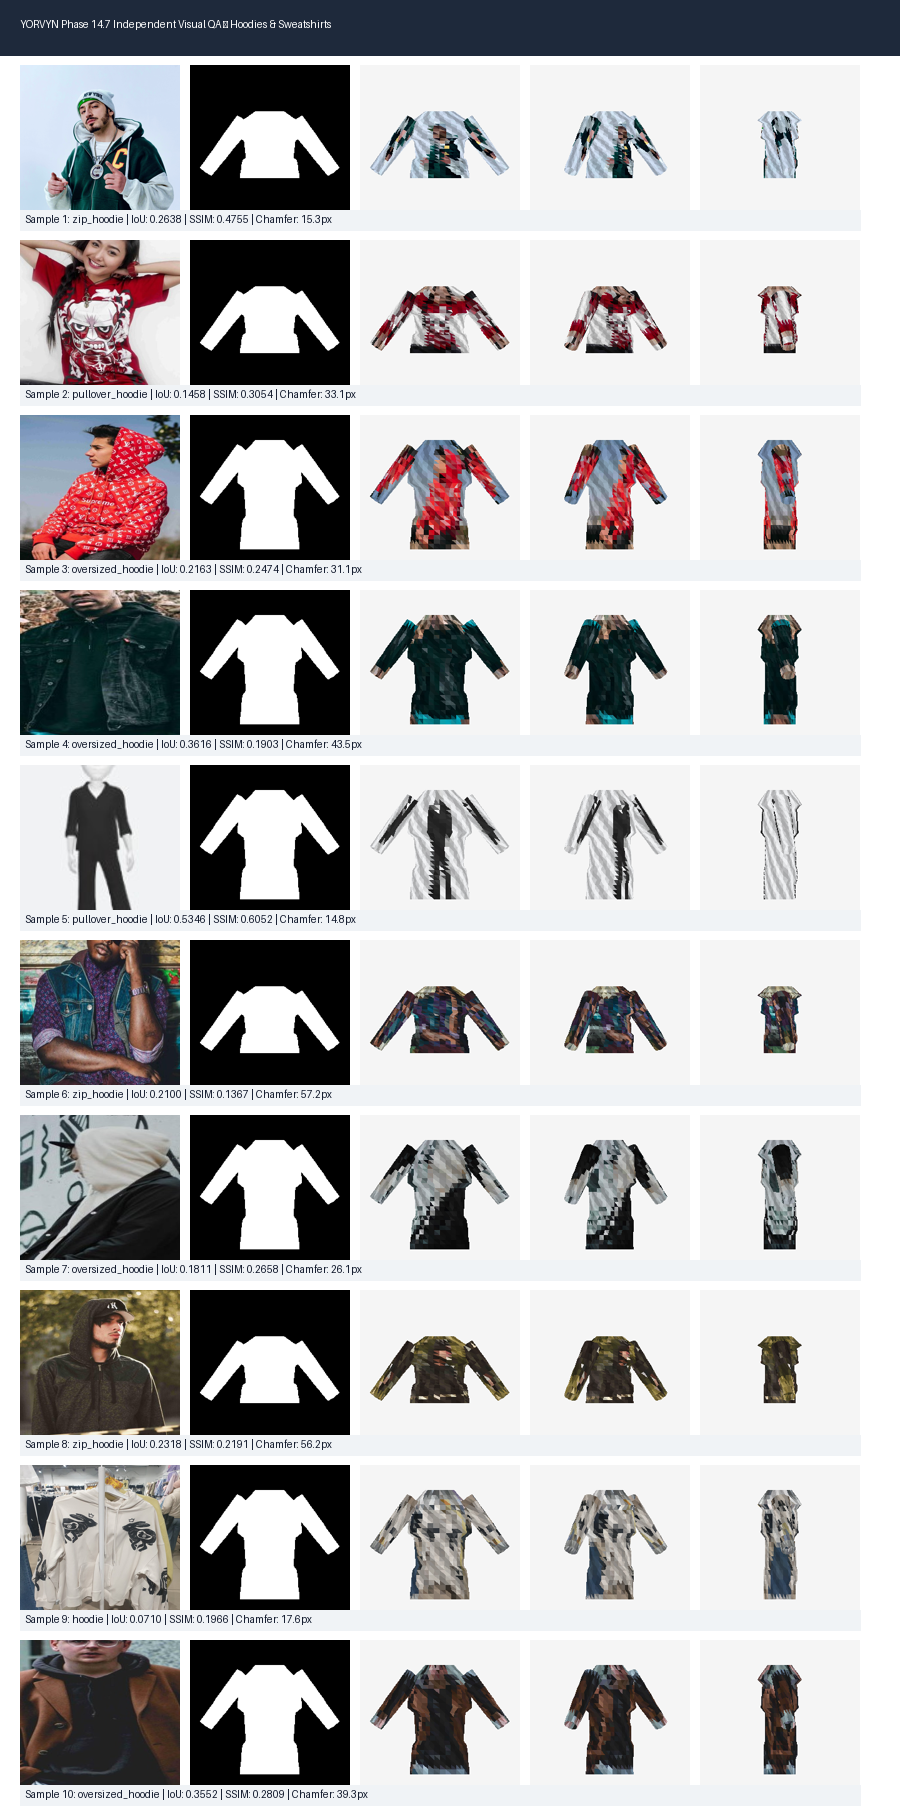 YORVYN Phase 14.7 Independent Visual QA Hoodies & Sweatshirts
NEW YORK
C
Sample 1: zip_hoodie | IoU: 0.2638 | SSIM: 0.4755 | Chamfer: 15.3px
Sample 2: pullover_hoodie | IoU: 0.1458 | SSIM: 0.3054 | Chamfer: 33.1px
Supreme
Sample 3: oversized_hoodie | IoU: 0.2163 | SSIM: 0.2474 | Chamfer: 31.1px
Sample 4: oversized_hoodie | IoU: 0.3616 | SSIM: 0.1903 | Chamfer: 43.5px
Sample 5: pullover_hoodie | IoU: 0.5346 | SSIM: 0.6052 | Chamfer: 14.8px
Sample 6: zip_hoodie | IoU: 0.2100 | SSIM: 0.1367 | Chamfer: 57.2px
Sample 7: oversized_hoodie | IoU: 0.1811 | SSIM: 0.2658 | Chamfer: 26.1px
Sample 8: zip_hoodie | IoU: 0.2318 | SSIM: 0.2191 | Chamfer: 56.2px
Sample 9: hoodie | IoU: 0.0710 | SSIM: 0.1966 | Chamfer: 17.6px
Sample 10: oversized_hoodie | IoU: 0.3552 | SSIM: 0.2809 | Chamfer: 39.3px